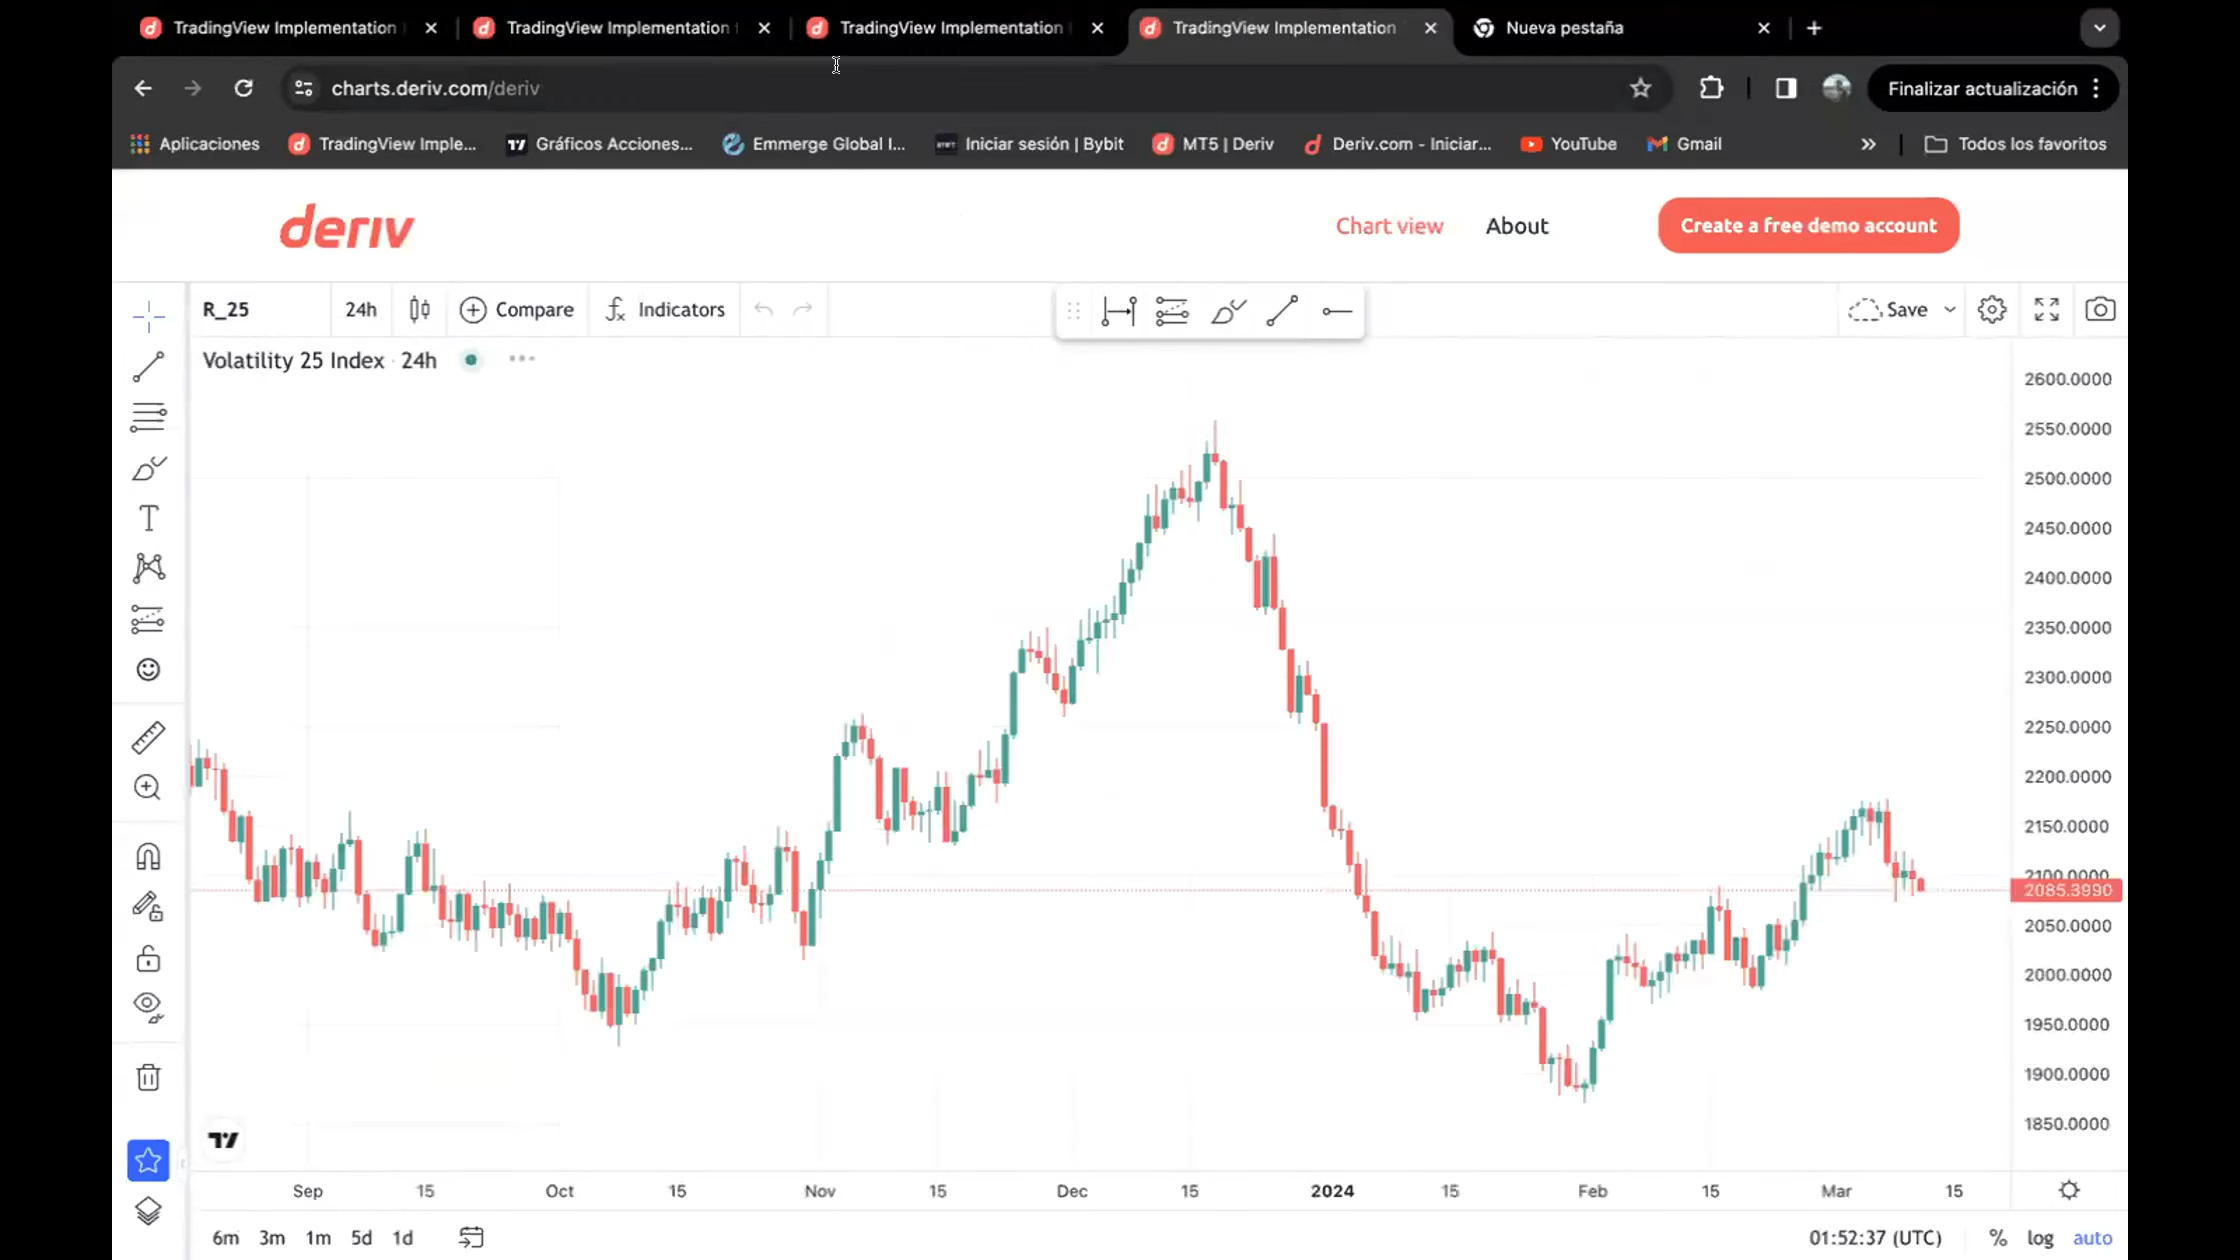 TradingView Implementation
TradingView Implementation
TradingView Implementation
TradingView Implementation
Nueva pestaña
charts.deriv.com/deriv
Finalizar actualización
Aplicaciones
TradingView Imple...
Gráficos Acciones...
Emmerge Global I...
Iniciar sesión | Bybit
MT5 | Deriv
Deriv.com - Iniciar...
YouTube
Gmail
Todos los favoritos
deriv
Chart view
About
Create a free demo account
R_25
24h
Compare
Indicators
Save
Volatility 25 Index · 24h
2600.0000
2550.0000
2500.0000
2450.0000
2400.0000
2350.0000
2300.0000
2250.0000
2200.0000
2150.0000
2100.0000
2085.3990
2050.0000
2000.0000
1950.0000
1900.0000
1850.0000
Sep
15
Oct
15
Nov
15
Dec
15
2024
15
Feb
15
Mar
15
6m
3m
1m
5d
1d
01:52:37 (UTC)
%
log
auto